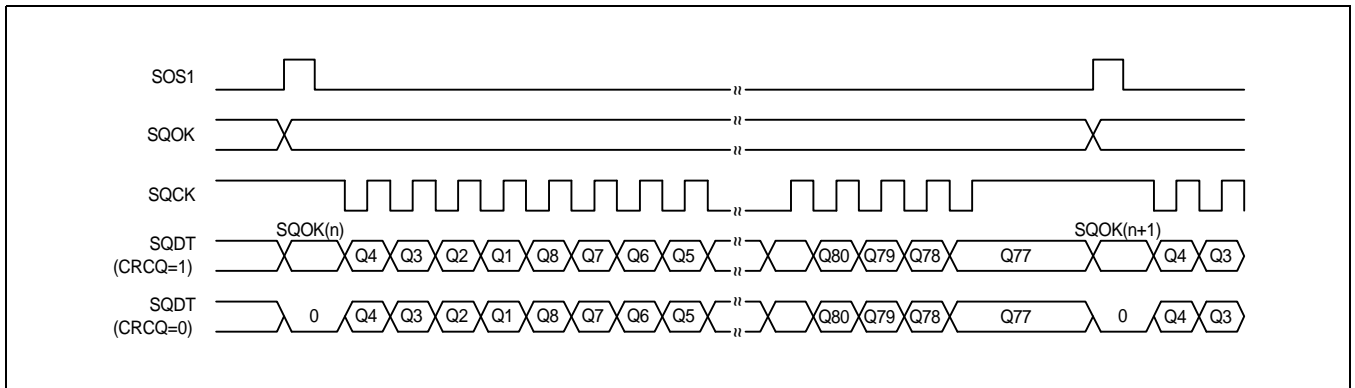 SOS1
SQOK
SQCK
SQOK(n) SQOK(n+1)
SQDT
(CRCQ=1)
Q4 Q3 Q2 Q1 Q8 Q7 Q6 Q5 Q80 Q79 Q78 Q77 Q4 Q3
SQDT
(CRCQ=0)
0 Q4 Q3 Q2 Q1 Q8 Q7 Q6 Q5 Q80 Q79 Q78 Q77 0 Q4 Q3